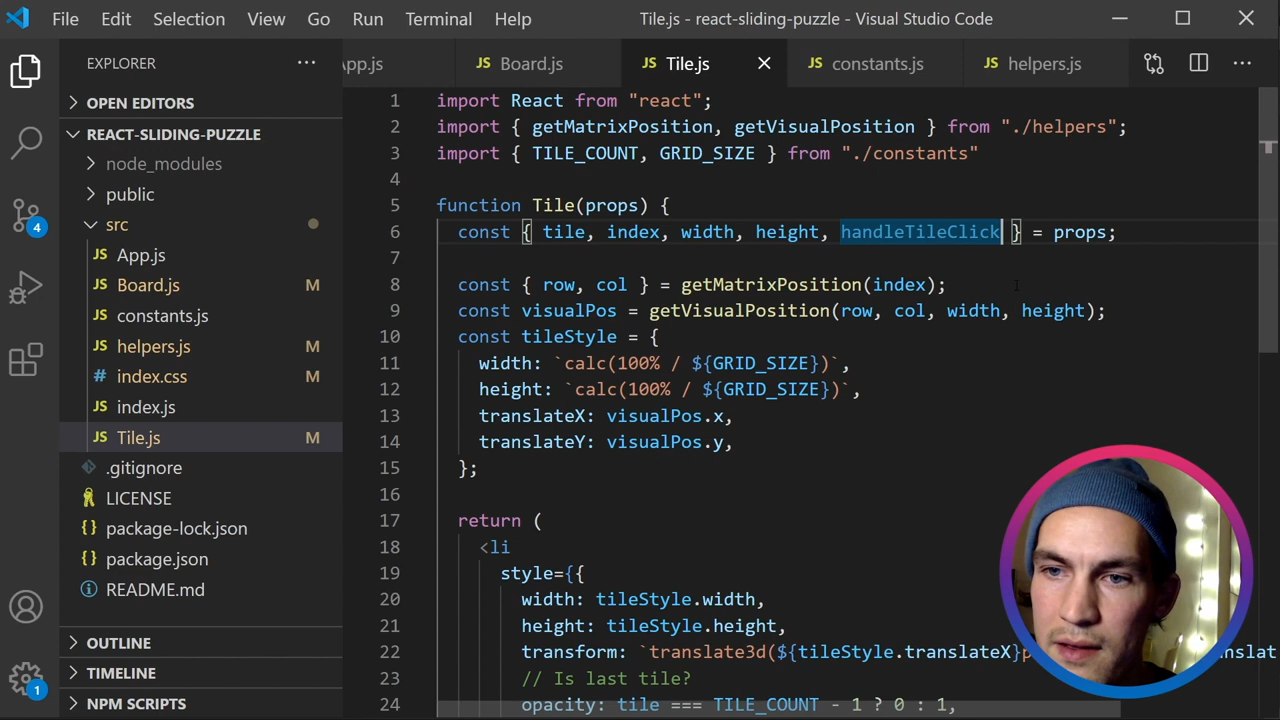 File Edit Selection View Go Run Terminal Help Tile.js - react-sliding-puzzle - Visual Studio Code
EXPLORER
OPEN EDITORS
REACT-SLIDING-PUZZLE
node_modules
public
src
JS App.js
JS Board.js M
JS constants.js
JS helpers.js M
# index.css M
JS index.js
JS Tile.js M
.gitignore
LICENSE
{} package-lock.json
{} package.json
README.md
OUTLINE
TIMELINE
NPM SCRIPTS
4
1
App.js JS Board.js JS Tile.js JS constants.js JS helpers.js
1 import React from "react";
2 import { getMatrixPosition, getVisualPosition } from "./helpers";
3 import { TILE_COUNT, GRID_SIZE } from "./constants"
4
5 function Tile(props) {
6 const { tile, index, width, height, handleTileClick } = props;
7
8 const { row, col } = getMatrixPosition(index);
9 const visualPos = getVisualPosition(row, col, width, height);
10 const tileStyle = {
11 width: `calc(100% / ${GRID_SIZE})`,
12 height: `calc(100% / ${GRID_SIZE})`,
13 translateX: visualPos.x,
14 translateY: visualPos.y,
15 };
16
17 return (
18 <li
19 style={{
20 width: tileStyle.width,
21 height: tileStyle.height,
22 transform: `translate3d(${tileStyle.translateX}p
23 // Is last tile?
24 opacity: tile === TILE_COUNT - 1 ? 0 : 1,